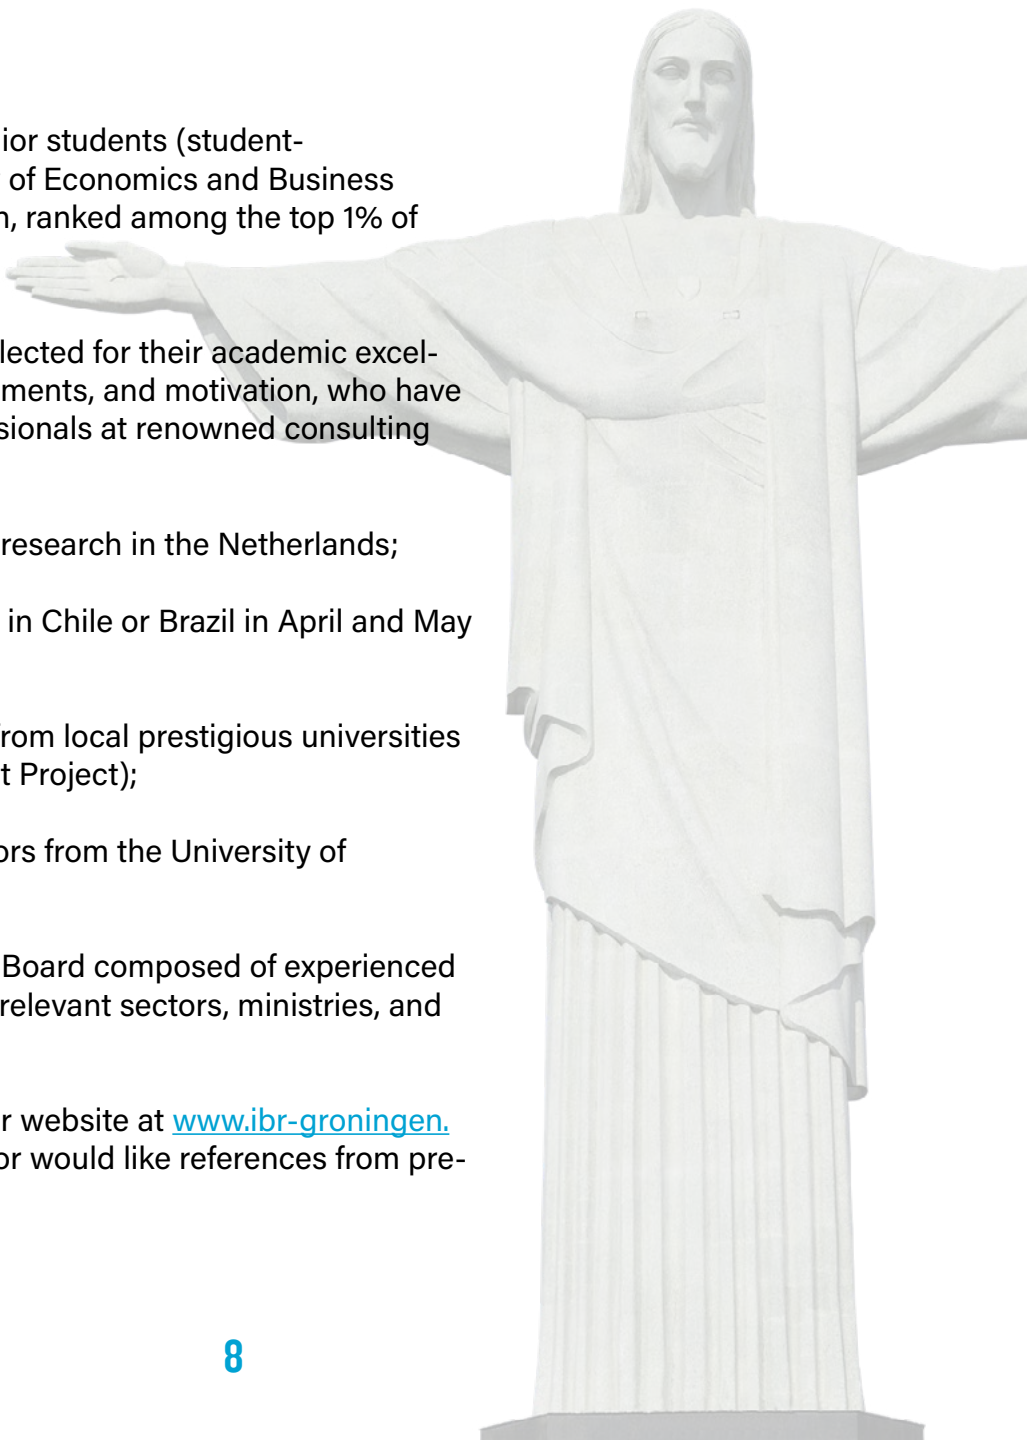 ior students (student-
of Economics and Business
n, ranked among the top 1% of
lected for their academic excel-
ments, and motivation, who have
sionals at renowned consulting
research in the Netherlands;
in Chile or Brazil in April and May
rom local prestigious universities
t Project);
ors from the University of
Board composed of experienced
relevant sectors, ministries, and
r website at www.ibr-groningen.
or would like references from pre-
8